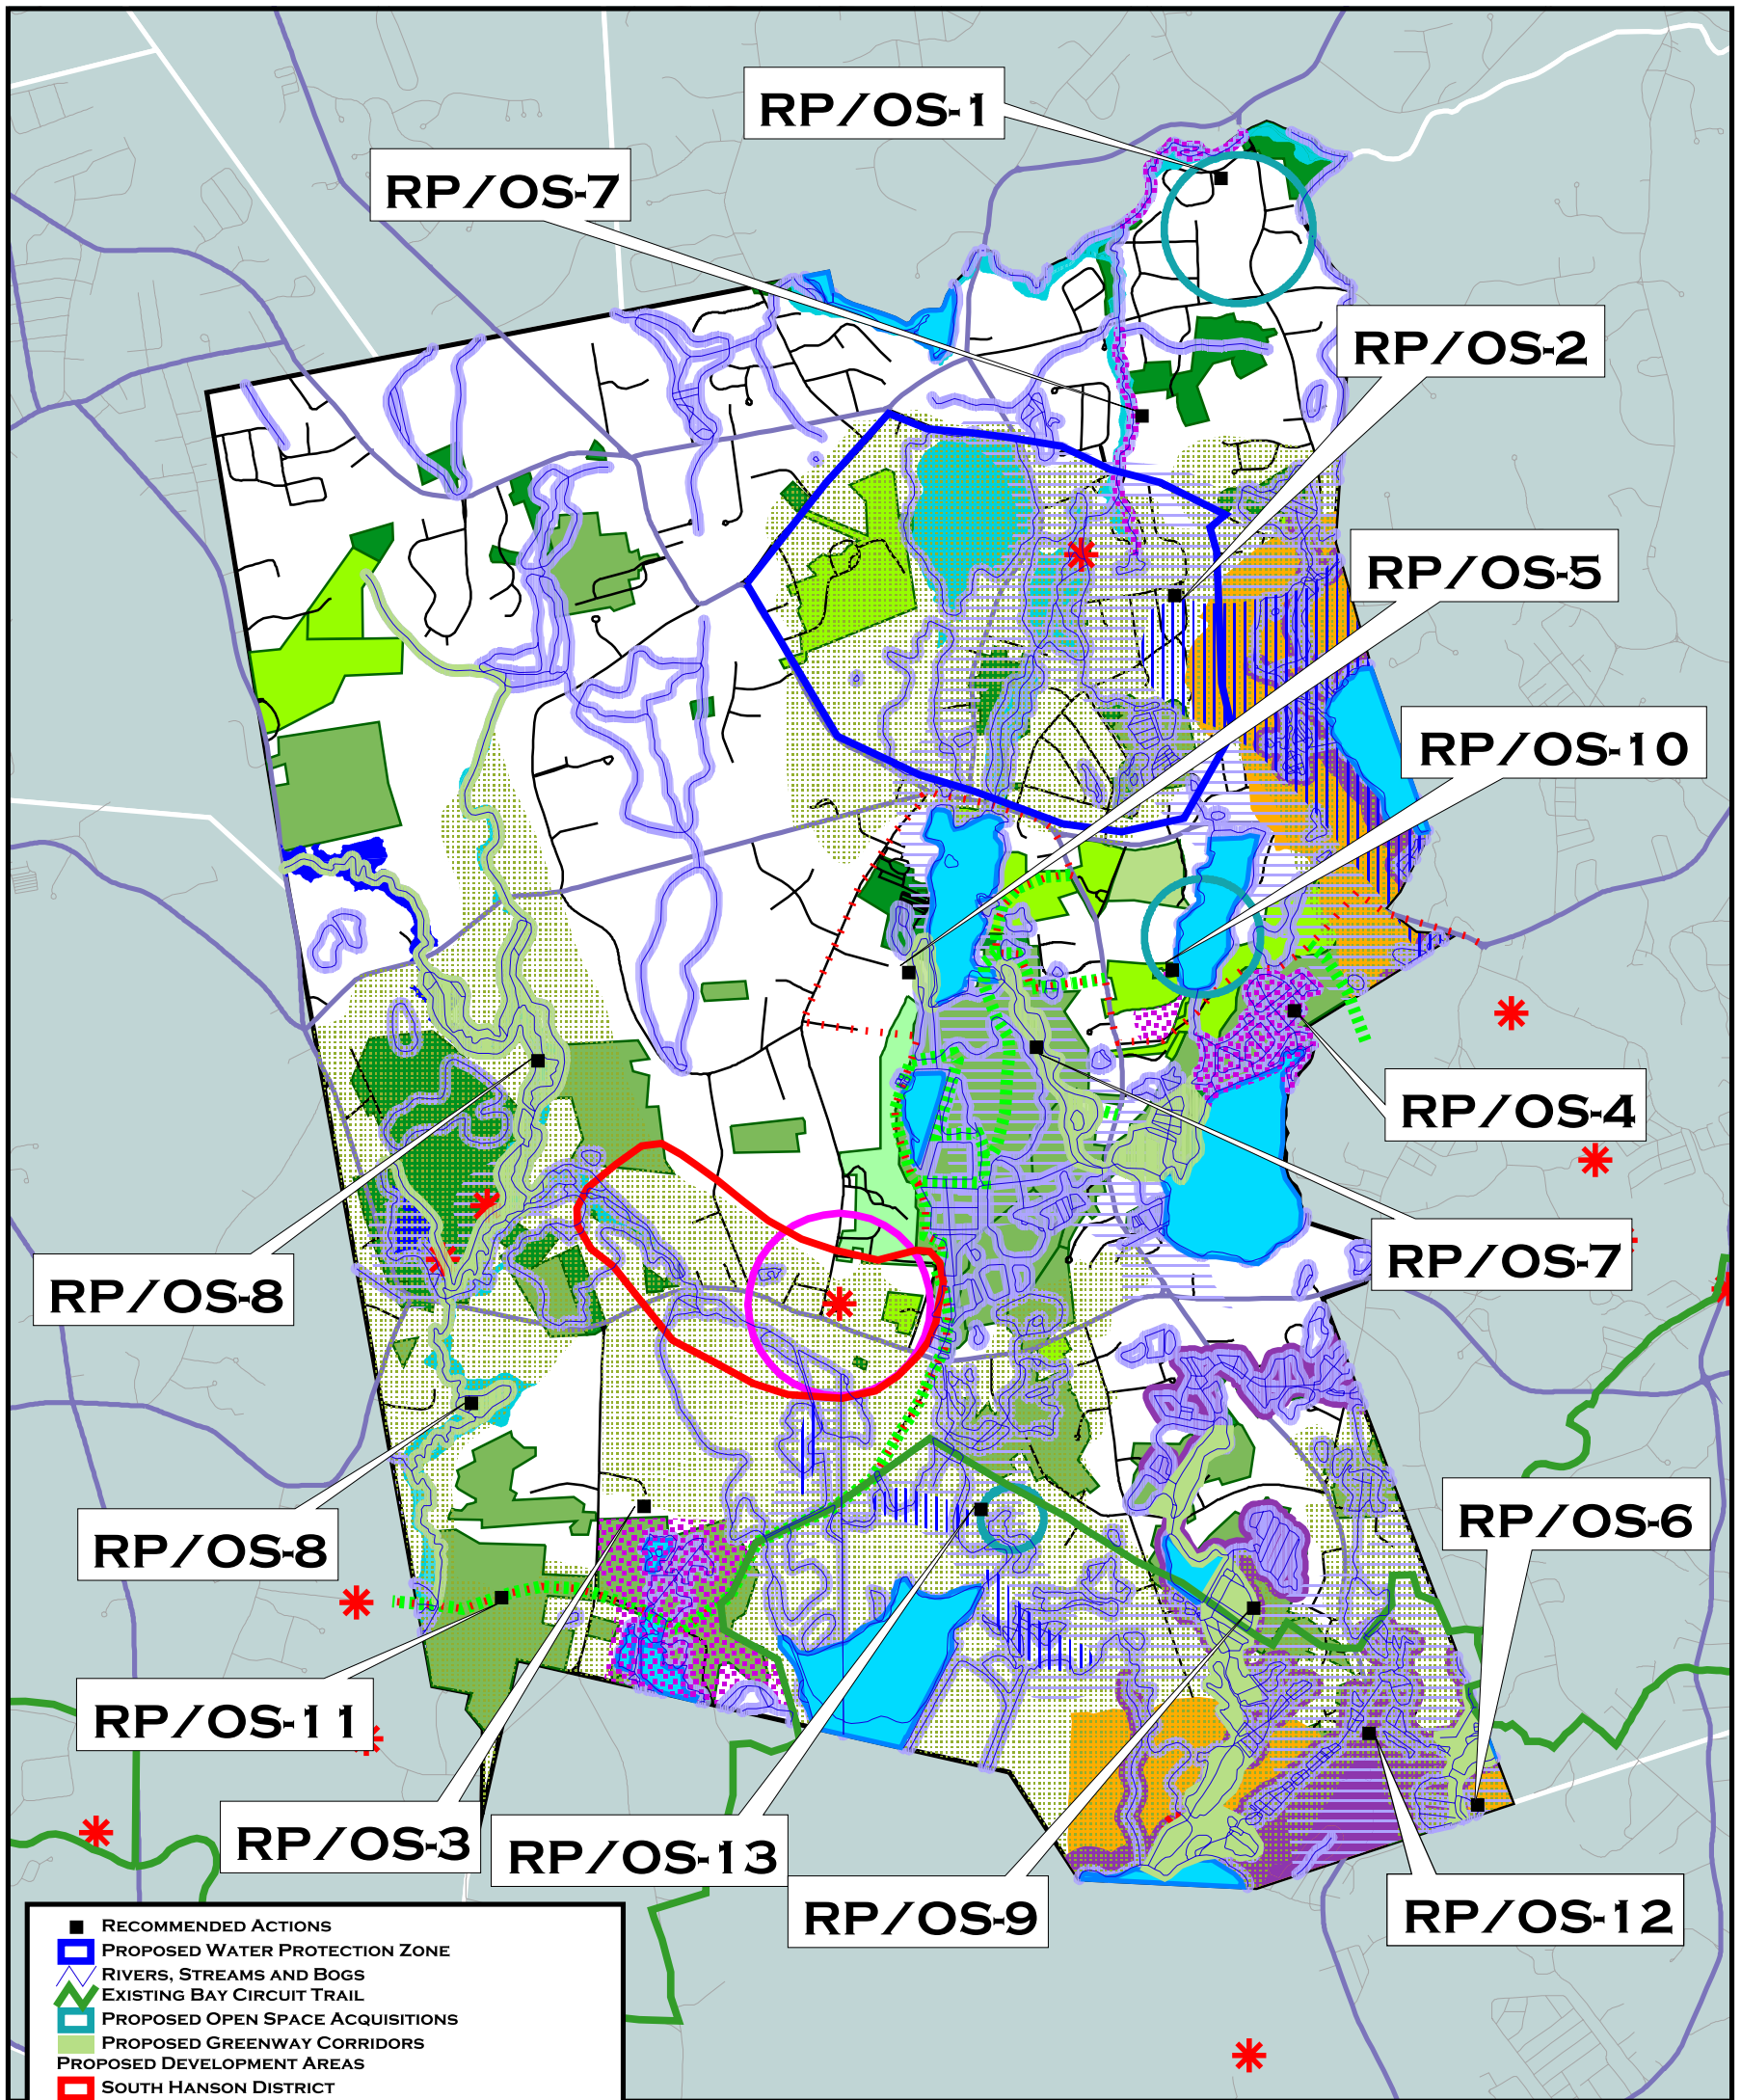 RP/OS-1
RP/OS-7
RP/OS-2
RP/OS-5
RP/OS-10
RP/OS-4
RP/OS-7
RP/OS-8
RP/OS-6
RP/OS-8
RP/OS-11
RP/OS-3
RP/OS-13
RP/OS-9
RP/OS-12
RECOMMENDED ACTIONS
PROPOSED WATER PROTECTION ZONE
RIVERS, STREAMS AND BOGS
EXISTING BAY CIRCUIT TRAIL
PROPOSED OPEN SPACE ACQUISITIONS
PROPOSED GREENWAY CORRIDORS
PROPOSED DEVELOPMENT AREAS
SOUTH HANSON DISTRICT